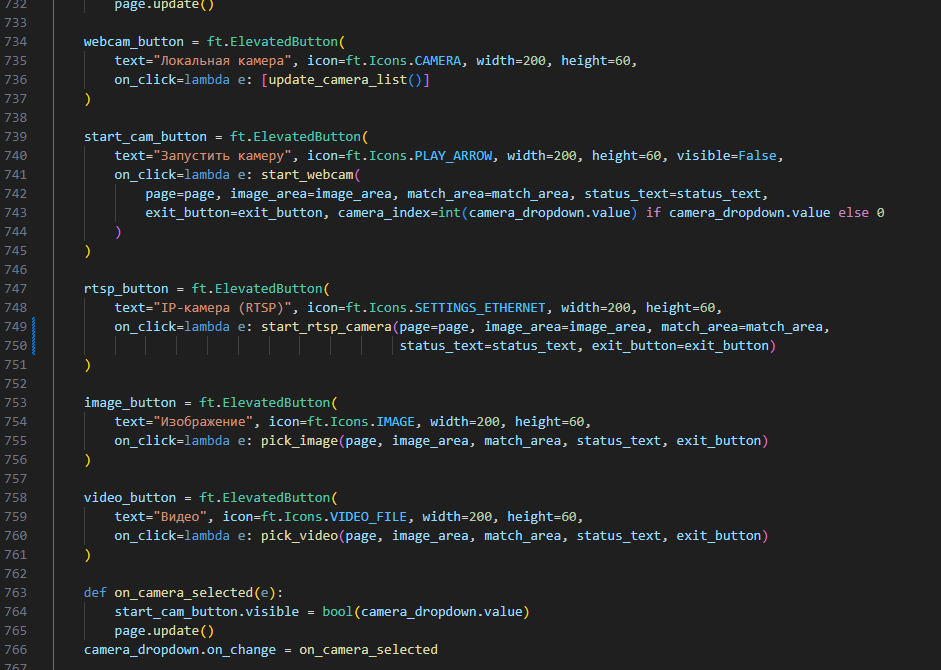 732 page.update()
733
734 webcam_button = ft.ElevatedButton(
735 text="Локальная камера", icon=ft.Icons.CAMERA, width=200, height=60,
736 on_click=lambda e: [update_camera_list()]
737 )
738
739 start_cam_button = ft.ElevatedButton(
740 text="Запустить камеру", icon=ft.Icons.PLAY_ARROW, width=200, height=60, visible=False,
741 on_click=lambda e: start_webcam(
742 page=page, image_area=image_area, match_area=match_area, status_text=status_text,
743 exit_button=exit_button, camera_index=int(camera_dropdown.value) if camera_dropdown.value else 0
744 )
745 )
746
747 rtsp_button = ft.ElevatedButton(
748 text="IP-камера (RTSP)", icon=ft.Icons.SETTINGS_ETHERNET, width=200, height=60,
749 on_click=lambda e: start_rtsp_camera(page=page, image_area=image_area, match_area=match_area,
750 status_text=status_text, exit_button=exit_button)
751 )
752
753 image_button = ft.ElevatedButton(
754 text="Изображение", icon=ft.Icons.IMAGE, width=200, height=60,
755 on_click=lambda e: pick_image(page, image_area, match_area, status_text, exit_button)
756 )
757
758 video_button = ft.ElevatedButton(
759 text="Видео", icon=ft.Icons.VIDEO_FILE, width=200, height=60,
760 on_click=lambda e: pick_video(page, image_area, match_area, status_text, exit_button)
761 )
762
763 def on_camera_selected(e):
764 start_cam_button.visible = bool(camera_dropdown.value)
765 page.update()
766 camera_dropdown.on_change = on_camera_selected
767